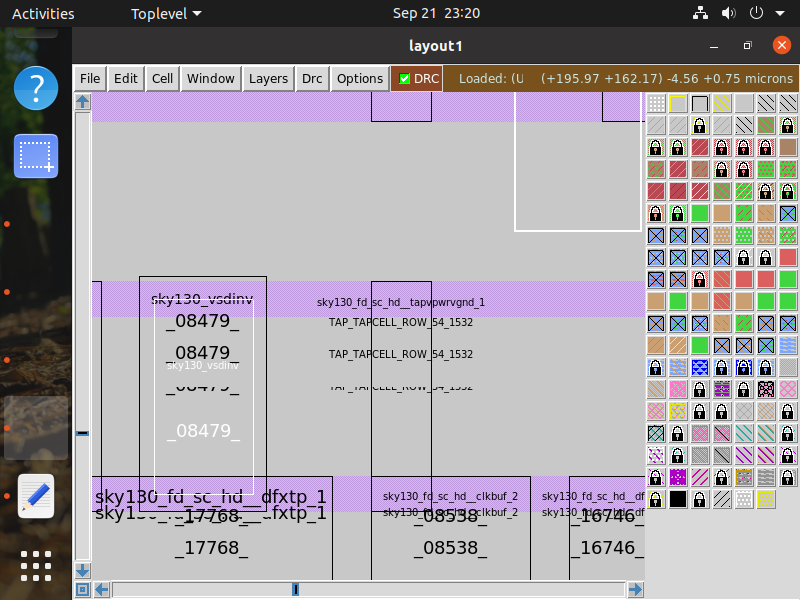 Activities Toplevel Sep 21 23:20
layout1
File Edit Cell Window Layers Drc Options DRC Loaded: (U (+195.97 +162.17) -4.56 +0.75 microns
sky130_vsdinv
sky130_fd_sc_hd__tapvpwrvgnd_1
_08479_
TAP_TAPCELL_ROW_54_1532
_08479_
TAP_TAPCELL_ROW_54_1532
sky130_vsdinv
_08479_
TAP_TAPCELL_ROW_54_1532
_08479_
sky130_fd_sc_hd__dfxtp_1
sky130_fd_sc_hd__clkbuf_2
sky130_fd_sc_hd__df
sky130_fd_sc_hd__dfxtp_1
sky130_fd_sc_hd__clkbuf_2
sky130_fd_sc_hd__df
_17768_
_08538_
_16746_
_17768_
_08538_
_16746_